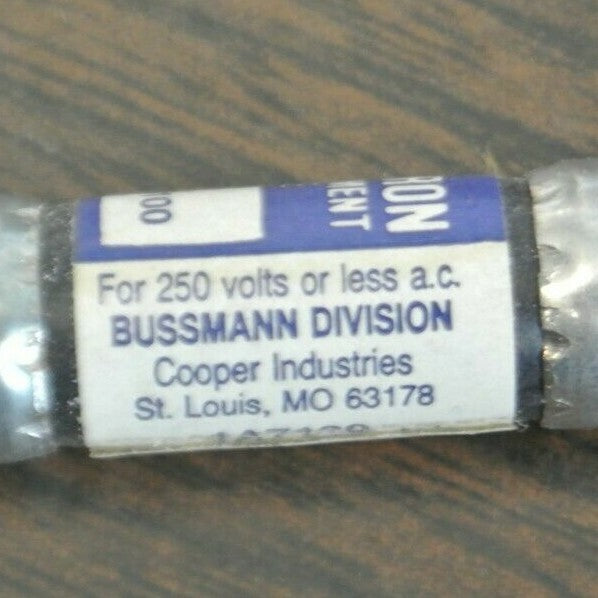 00
RON
MENT
For 250 volts or less a.c.
BUSSMANN DIVISION
Cooper Industries
St. Louis, MO 63178